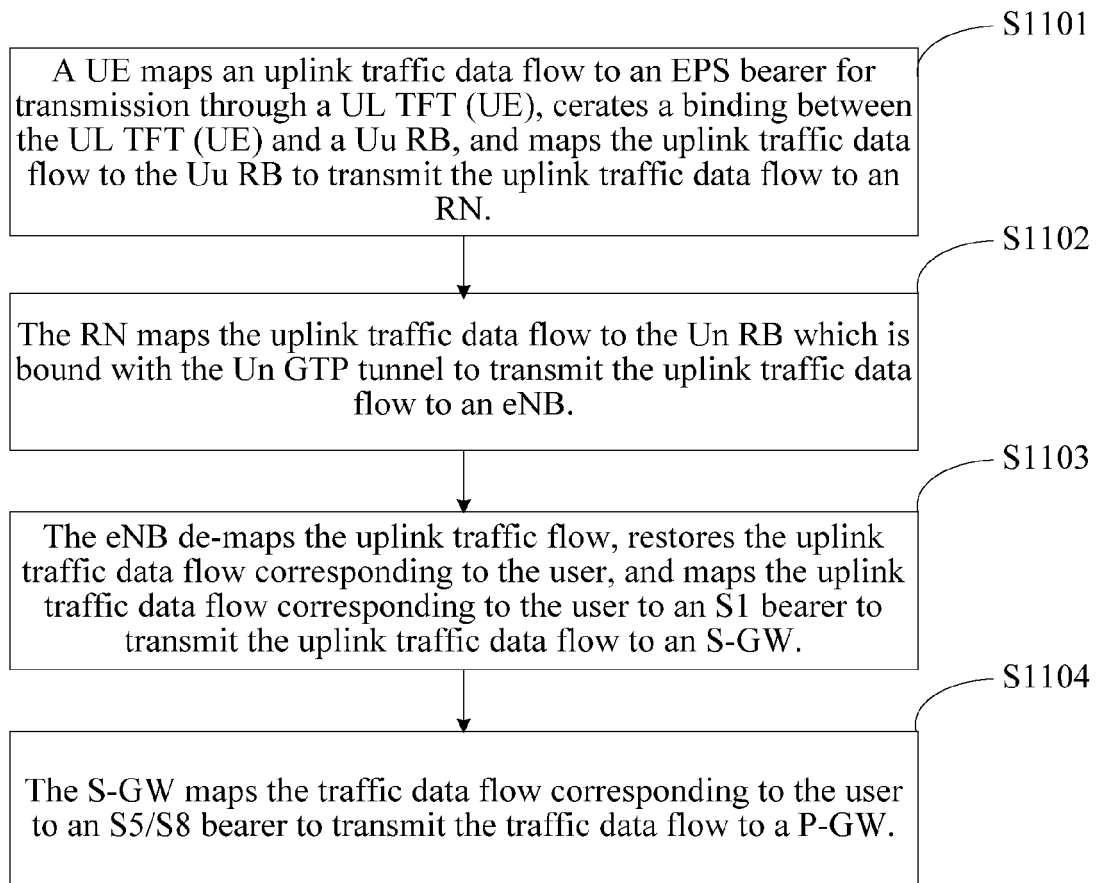 S1101
A UE maps an uplink traffic data flow to an EPS bearer for
transmission through a UL TFT (UE), cerates a binding between
the UL TFT (UE) and a Uu RB, and maps the uplink traffic data
flow to the Uu RB to transmit the uplink traffic data flow to an
RN.
S1102
The RN maps the uplink traffic data flow to the Un RB which is
bound with the Un GTP tunnel to transmit the uplink traffic data
flow to an eNB.
S1103
The eNB de-maps the uplink traffic flow, restores the uplink
traffic data flow corresponding to the user, and maps the uplink
traffic data flow corresponding to the user to an S1 bearer to
transmit the uplink traffic data flow to an S-GW.
S1104
The S-GW maps the traffic data flow corresponding to the user
to an S5/S8 bearer to transmit the traffic data flow to a P-GW.